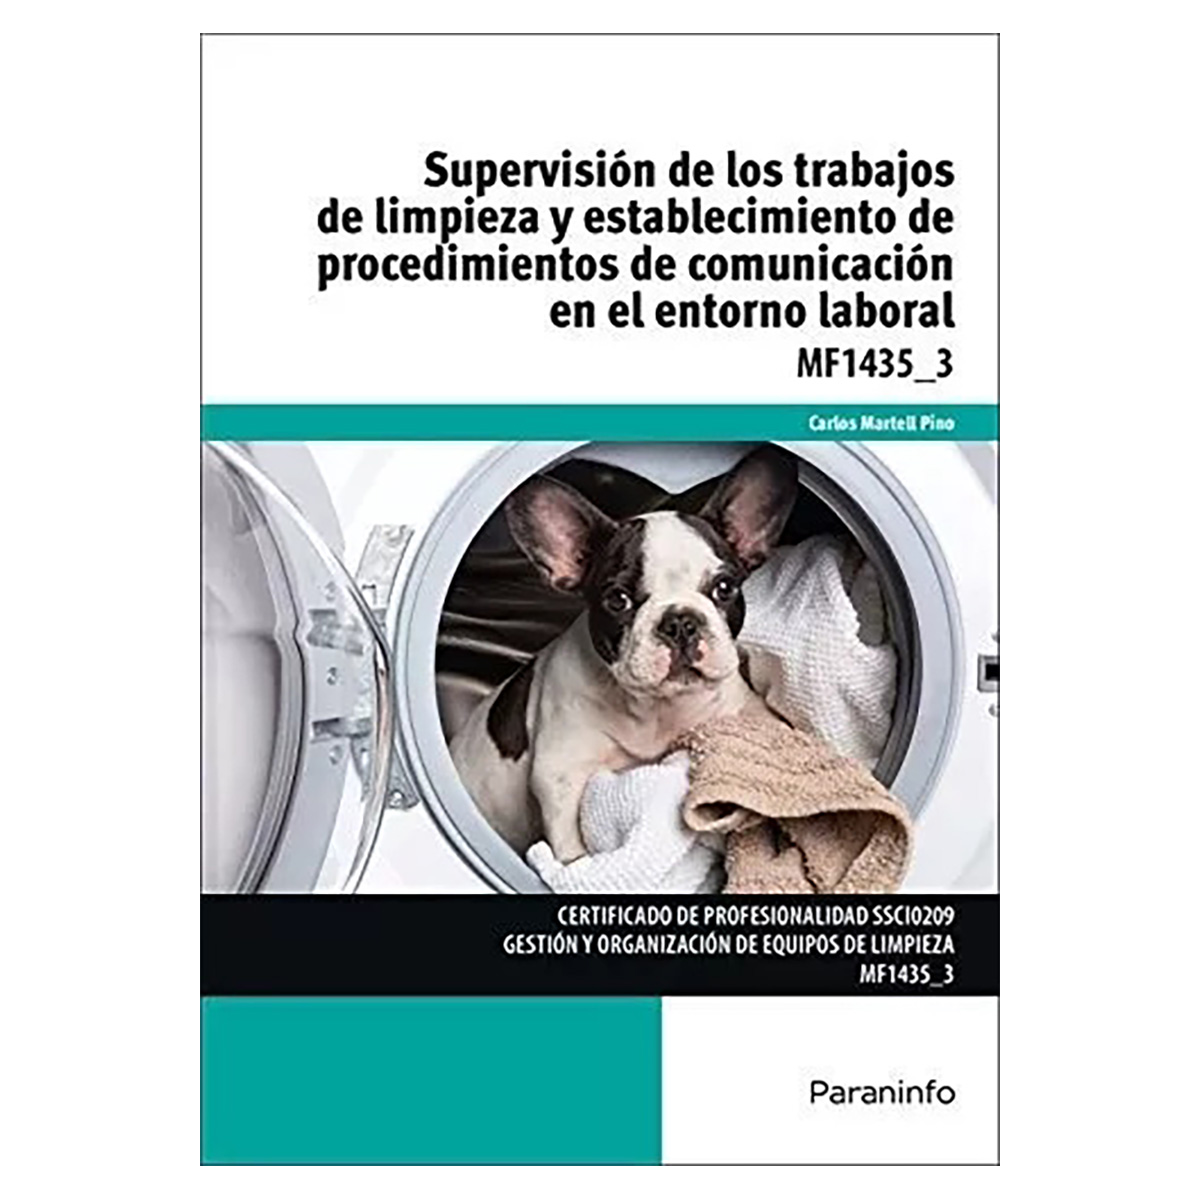 Supervisión de los trabajos
de limpieza y establecimiento de
procedimientos de comunicación
en el entorno laboral
MF1435_3
Carlos Martell Pino
CERTIFICADO DE PROFESIONALIDAD SSCI0209
GESTIÓN Y ORGANIZACIÓN DE EQUIPOS DE LIMPIEZA
MF1435_3
Paraninfo